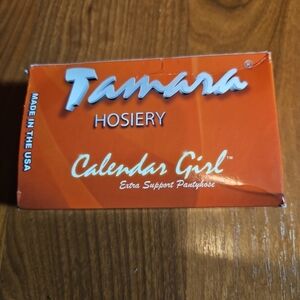 Tamara®
HOSIERY
MADE IN THE USA
Calendar Girl™
Extra Support Pantyhose